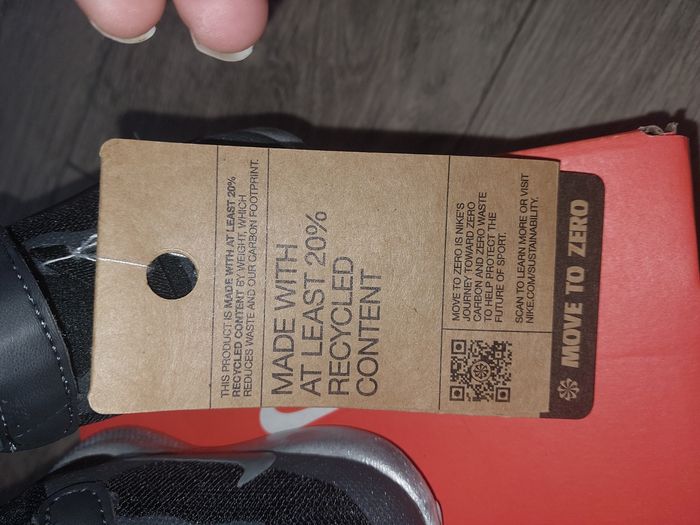 THIS PRODUCT IS MADE WITH AT LEAST 20%
RECYCLED CONTENT BY WEIGHT, WHICH
REDUCES WASTE AND OUR CARBON FOOTPRINT.
MADE WITH
AT LEAST 20%
RECYCLED
CONTENT
MOVE TO ZERO IS NIKE'S
JOURNEY TOWARD ZERO
CARBON AND ZERO WASTE
TO HELP PROTECT THE
FUTURE OF SPORT.
SCAN TO LEARN MORE OR VISIT
NIKE.COM/SUSTAINABILITY.
MOVE TO ZERO